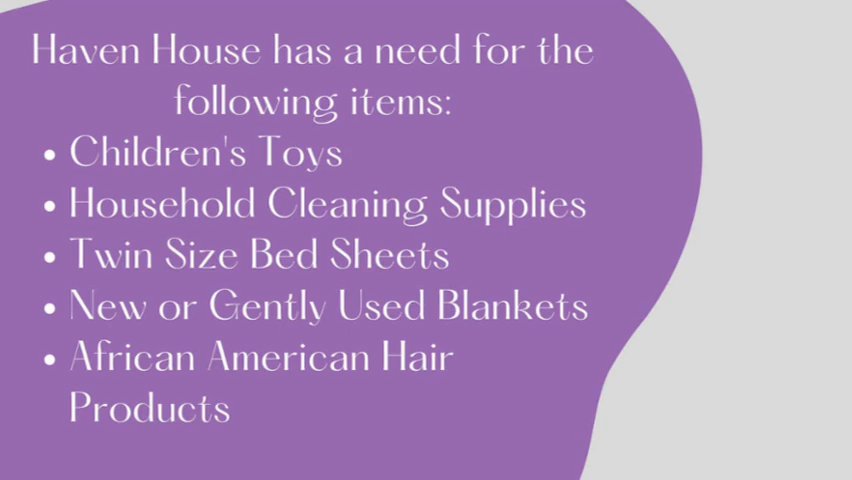 Haven House has a need for the
following items:
• Children's Toys
• Household Cleaning Supplies
• Twin Size Bed Sheets
• New or Gently Used Blankets
• African American Hair
Products